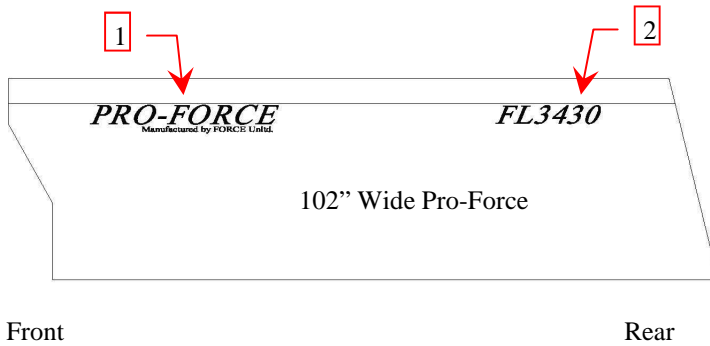 1 2
PRO-FORCE FL3430
Manufactured by FORCE Unltd.
102” Wide Pro-Force
Front Rear